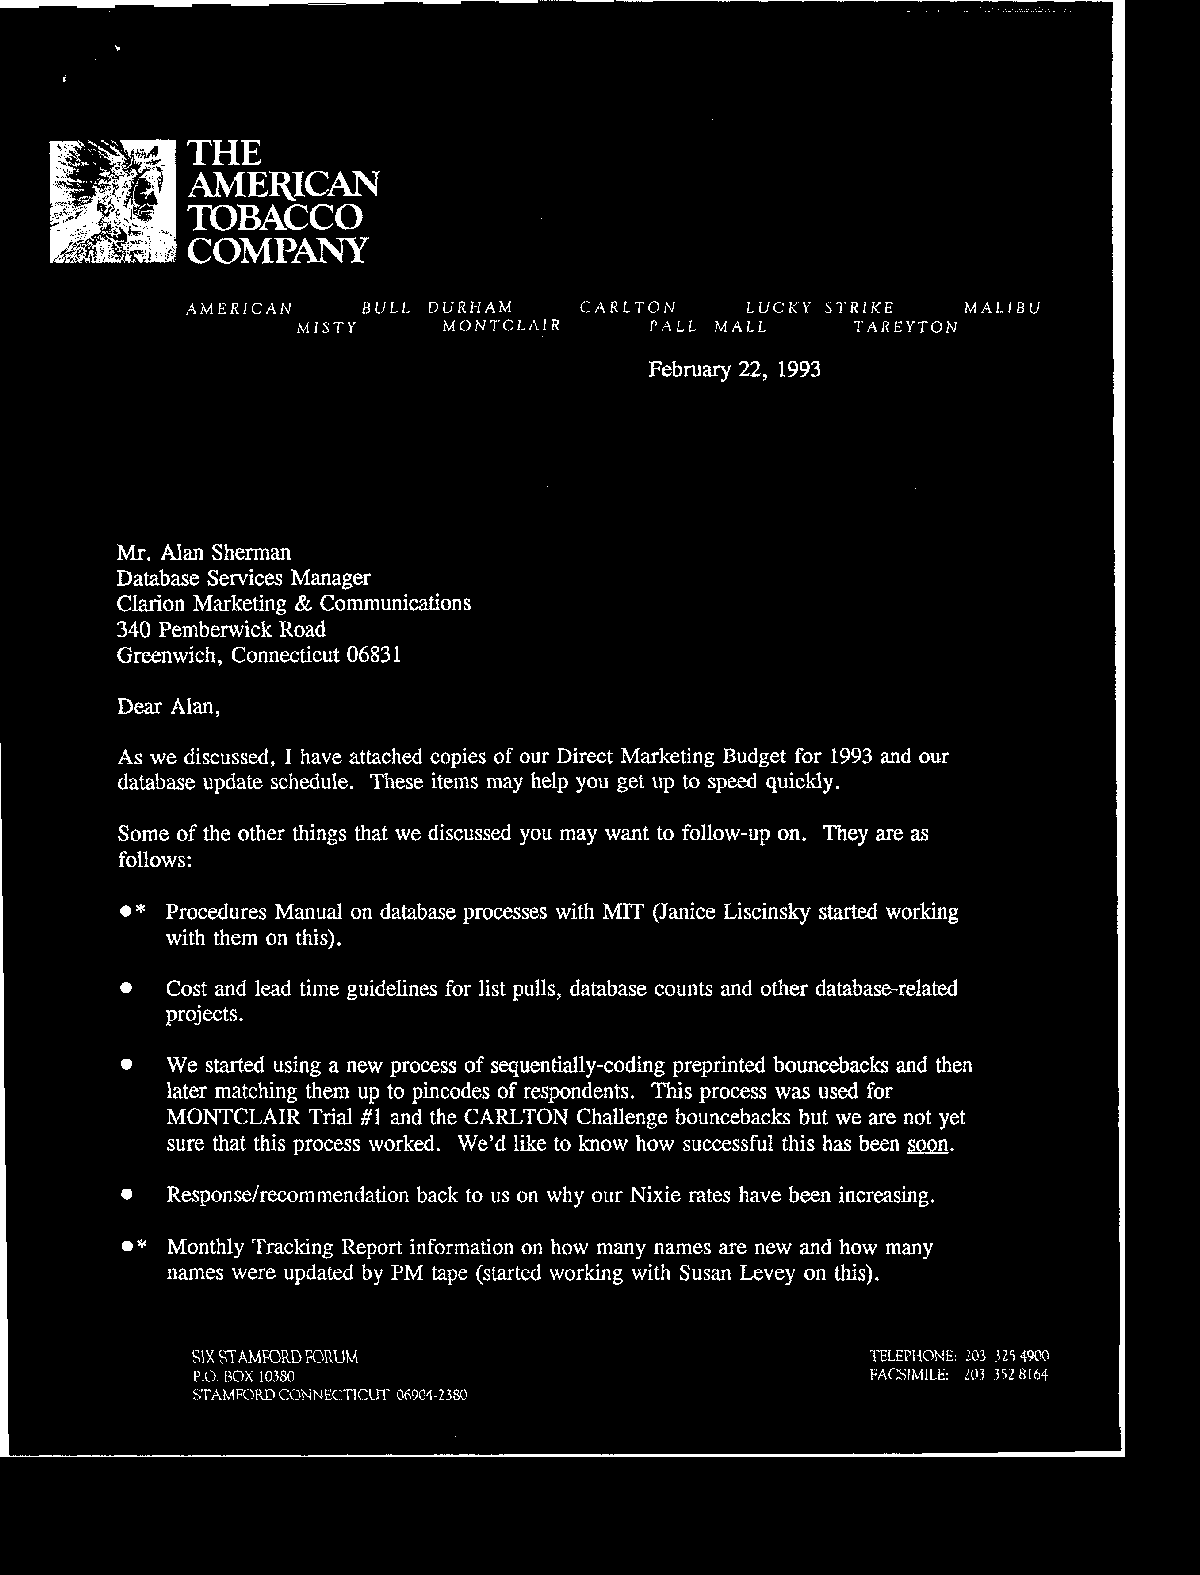 THE
AMERICAN
TOBACCO
COMPANY
AMERICAN BULL DURHAM CARLTON LUCKY STRIKE MALIBU
MISTY MONTCLAIR PALL MALL TAREYTON
February 22, 1993
Mr. Alan Sherman
Database Services Manager
Clarion Marketing & Communications
340 Pemberwick Road
Greenwich, Connecticut 06831
Dear Alan,
As we discussed, I have attached copies of our Direct Marketing Budget for 1993 and our
database update schedule. These items may help you get up to speed quickly.
Some of the other things that we discussed you may want to follow-up on. They are as
follows:
●* Procedures Manual on database processes with MIT (Janice Liscinsky started working
with them on this).
● Cost and lead time guidelines for list pulls, database counts and other database-related
projects.
● We started using a new process of sequentially-coding preprinted bouncebacks and then
later matching them up to pincodes of respondents. This process was used for
MONTCLAIR Trial #1 and the CARLTON Challenge bouncebacks but we are not yet
sure that this process worked. We'd like to know how successful this has been soon.
● Response/recommendation back to us on why our Nixie rates have been increasing.
●* Monthly Tracking Report information on how many names are new and how many
names were updated by PM tape (started working with Susan Levey on this).
SIX STAMFORD FORUM
P.O. BOX 10380
STAMFORD CONNECTICUT 06904-2380
TELEPHONE: 203 325 4900
FACSIMILE: 203 352 8164